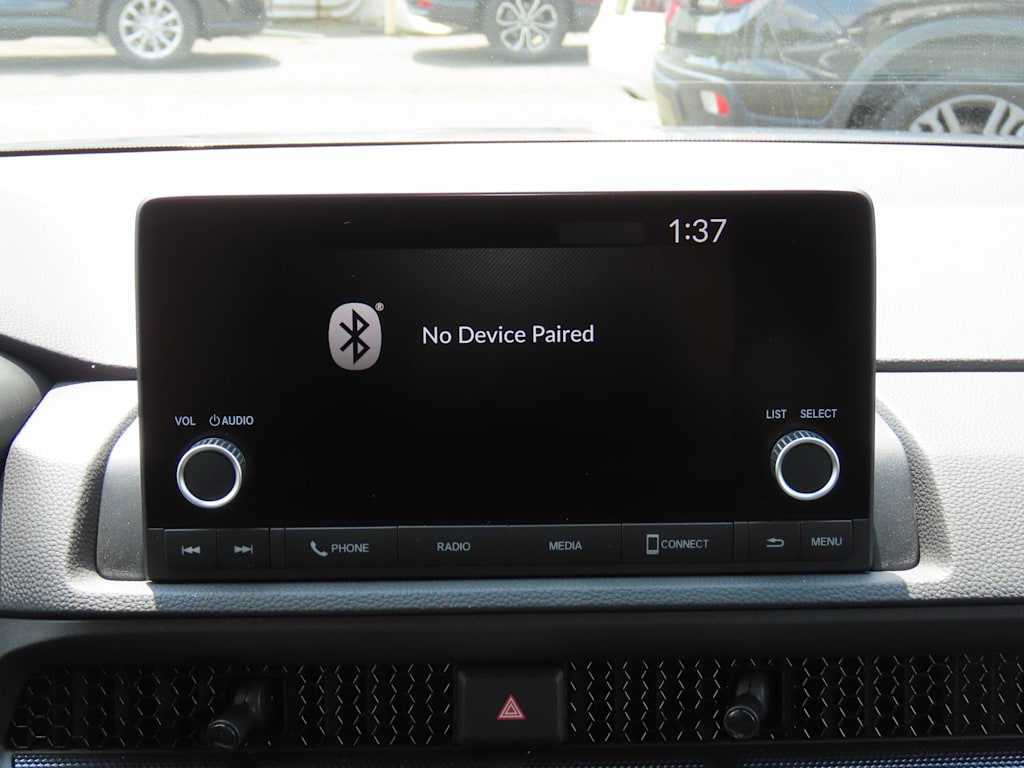 1:37
®
No Device Paired
VOL AUDIO
LIST SELECT
PHONE RADIO MEDIA CONNECT MENU